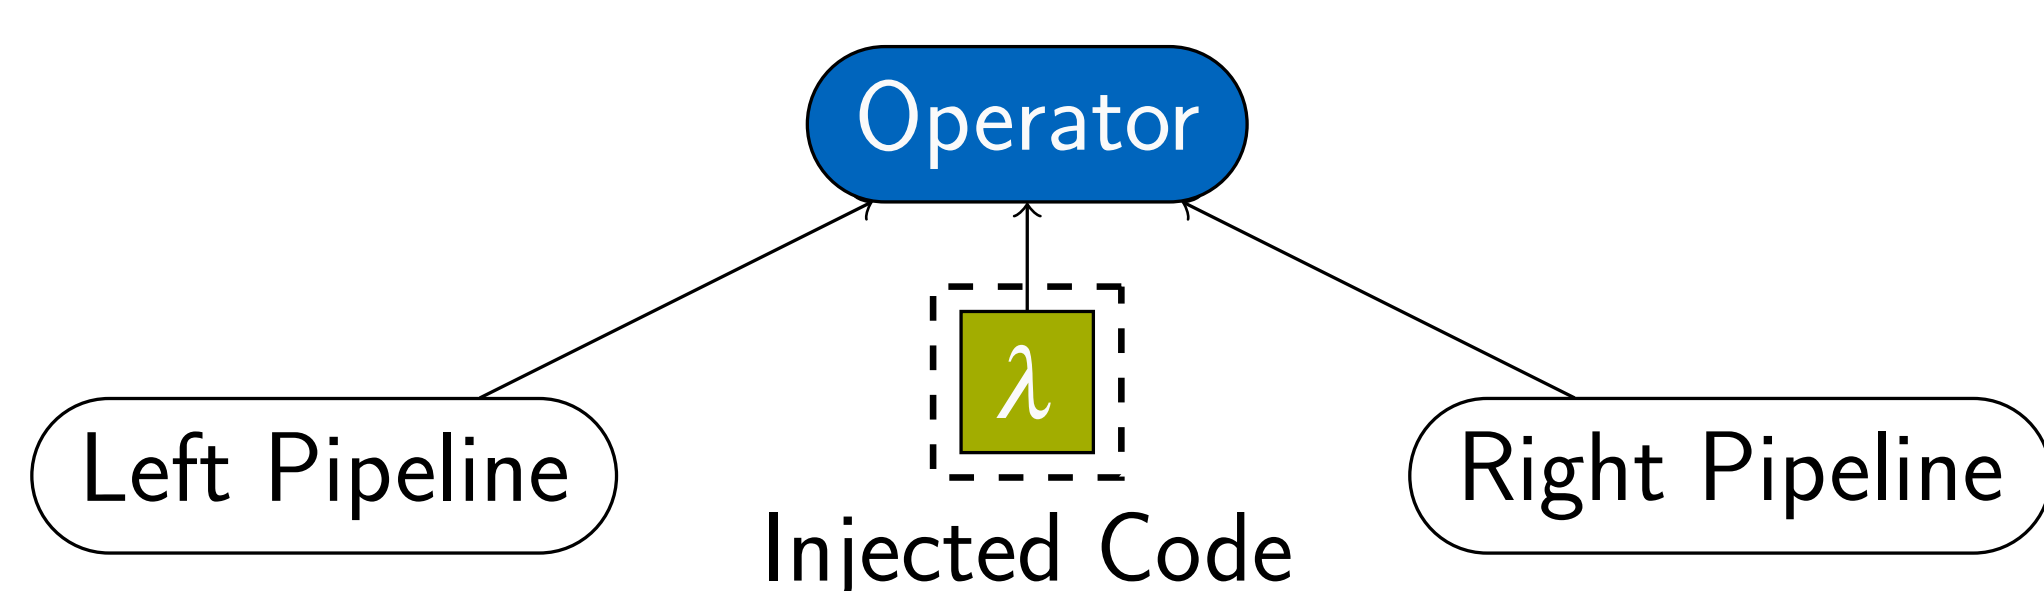 Operator
λ
Left Pipeline
Right Pipeline
Injected Code